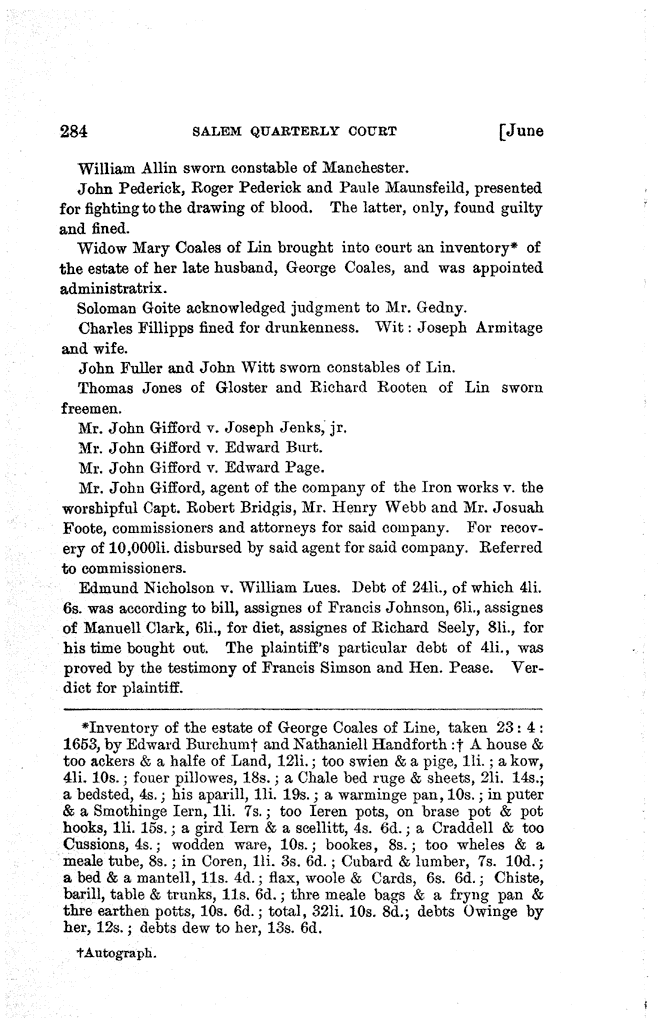 284 SALEM QUARTERLY COURT [June
William Allin sworn constable of Manchester.
John Pederick, Roger Pederick and Paule Maunsfeild, presented
for fighting to the drawing of blood. The latter, only, found guilty
and fined.
Widow Mary Coales of Lin brought into court an inventory* of
the estate of her late husband, George Coales, and was appointed
administratrix.
Soloman Goite acknowledged judgment to Mr. Gedny.
Charles Fillipps fined for drunkenness. Wit: Joseph Armitage
and wife.
John Fuller and John Witt sworn constables of Lin.
Thomas Jones of Gloster and Richard Rooten of Lin sworn
freemen.
Mr. John Gifford v. Joseph Jenks, jr.
Mr. John Gifford v. Edward Burt.
Mr. John Gifford v. Edward Page.
Mr. John Gifford, agent of the company of the Iron works v. the
worshipful Capt. Robert Bridgis, Mr. Henry Webb and Mr. Josuah
Foote, commissioners and attorneys for said company. For recov-
ery of 10,000li. disbursed by said agent for said company. Referred
to commissioners.
Edmund Nicholson v. William Lues. Debt of 24li., of which 4li.
6s. was according to bill, assignes of Francis Johnson, 6li., assignes
of Manuell Clark, 6li., for diet, assignes of Richard Seely, 8li., for
his time bought out. The plaintiff's particular debt of 4li., was
proved by the testimony of Francis Simson and Hen. Pease. Ver-
dict for plaintiff.
*Inventory of the estate of George Coales of Line, taken 23 : 4 :
1653, by Edward Burchum† and Nathaniell Handforth :† A house &
too ackers & a halfe of Land, 12li.; too swien & a pige, 1li. ; a kow,
4li. 10s. ; fouer pillowes, 18s. ; a Chale bed ruge & sheets, 2li. 14s.;
a bedsted, 4s. ; his aparill, 1li. 19s. ; a warminge pan, 10s. ; in puter
& a Smothinge Iern, 1li. 7s. ; too Ieren pots, on brase pot & pot
hooks, 1li. 15s. ; a gird Iern & a scellitt, 4s. 6d. ; a Craddell & too
Cussions, 4s. ; wodden ware, 10s. ; bookes, 8s. ; too wheles & a
meale tube, 8s. ; in Coren, 1li. 3s. 6d. ; Cubard & lumber, 7s. 10d. ;
a bed & a mantell, 11s. 4d. ; flax, woole & Cards, 6s. 6d. ; Chiste,
barill, table & trunks, 11s. 6d. ; thre meale bags & a fryng pan &
thre earthen potts, 10s. 6d. ; total, 32li. 10s. 8d.; debts Owinge by
her, 12s. ; debts dew to her, 13s. 6d.
†Autograph.